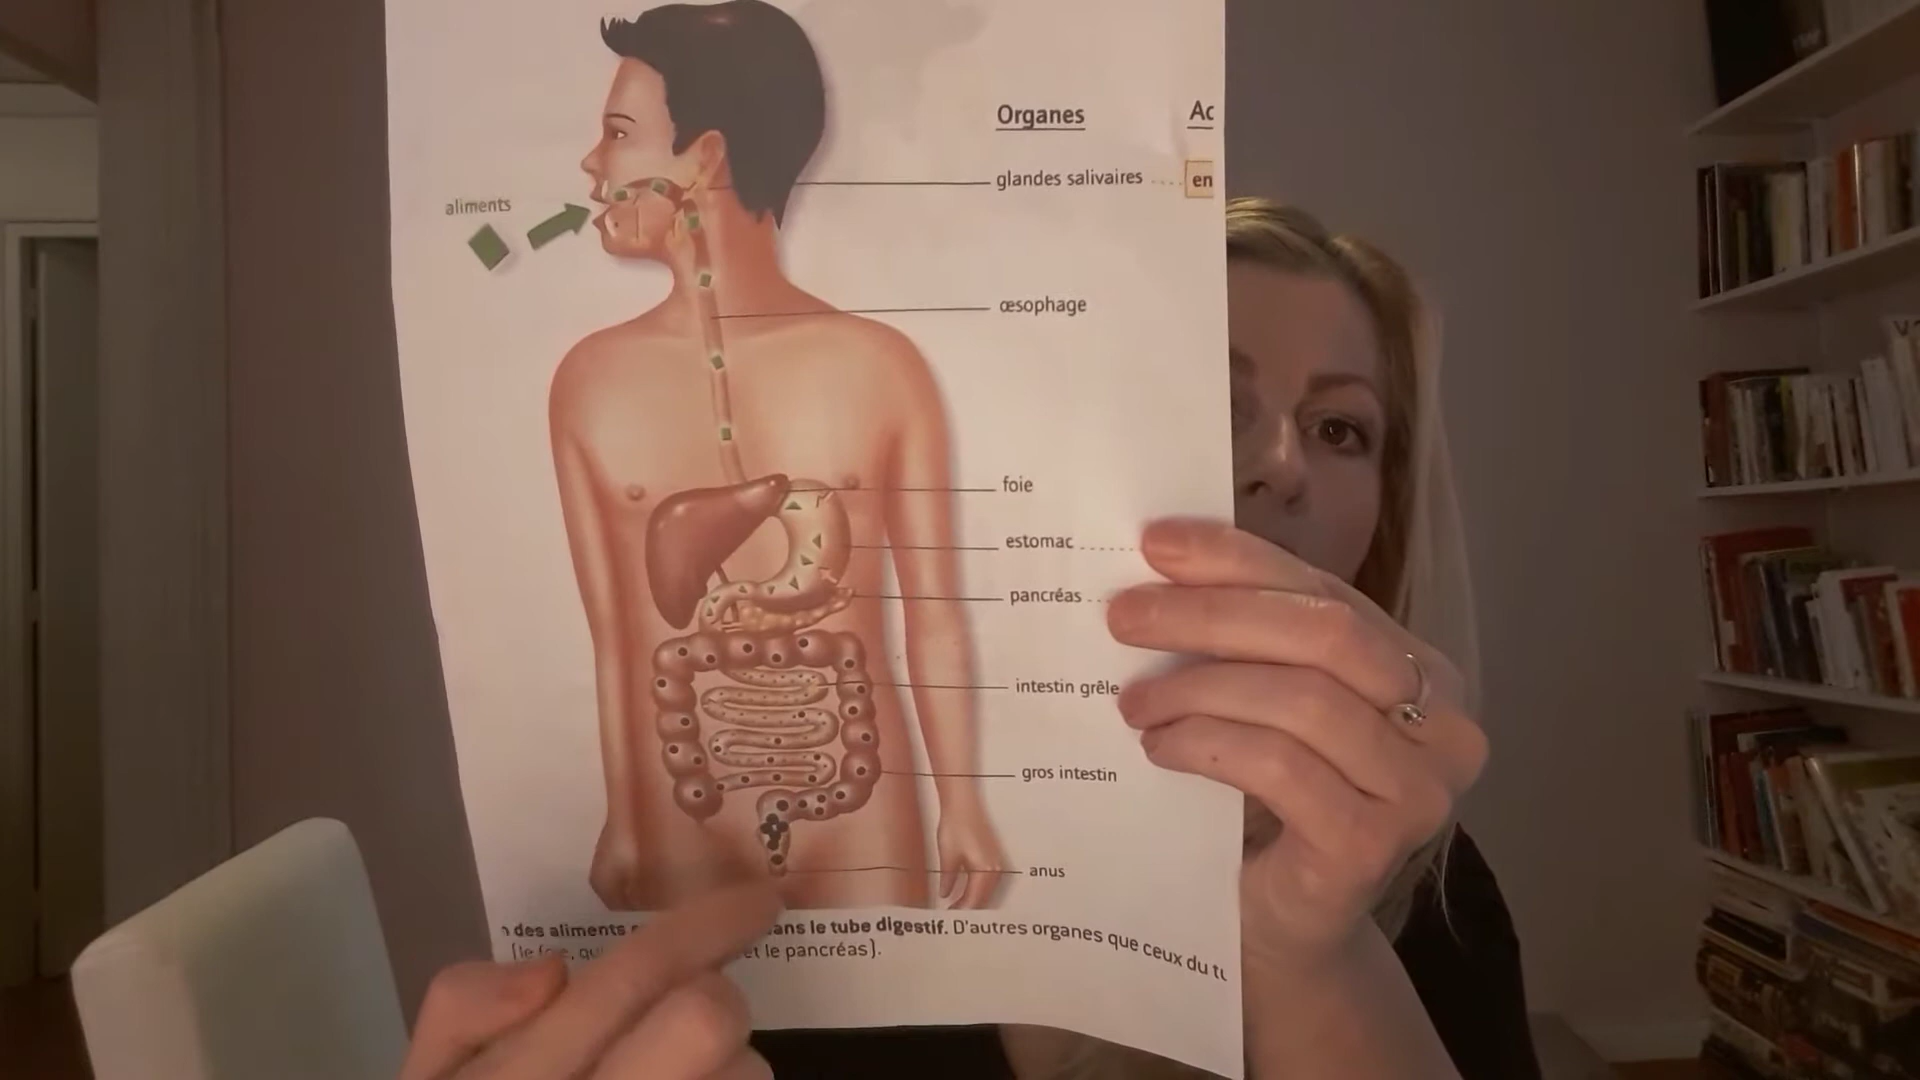 Organes
Ac
glandes salivaires
en
aliments
œsophage
foie
estomac
pancréas
intestin grêle
gros intestin
anus
des aliments ans le tube digestif. D'autres organes que ceux du tu
(le et le pancréas).